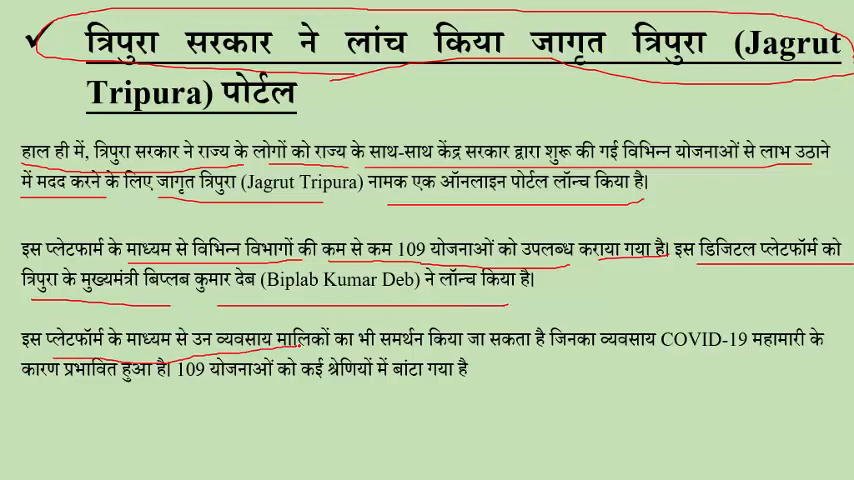 ✓ त्रिपुरा सरकार ने लांच किया जागृत त्रिपुरा (Jagrut
Tripura) पोर्टल
हाल ही में, त्रिपुरा सरकार ने राज्य के लोगों को राज्य के साथ-साथ केंद्र सरकार द्वारा शुरू की गई विभिन्न योजनाओं से लाभ उठाने
में मदद करने के लिए जागृत त्रिपुरा (Jagrut Tripura) नामक एक ऑनलाइन पोर्टल लॉन्च किया है।
इस प्लेटफार्म के माध्यम से विभिन्न विभागों की कम से कम 109 योजनाओं को उपलब्ध कराया गया है। इस डिजिटल प्लेटफॉर्म को
त्रिपुरा के मुख्यमंत्री बिप्लब कुमार देब (Biplab Kumar Deb) ने लॉन्च किया है।
इस प्लेटफॉर्म के माध्यम से उन व्यवसाय मालिकों का भी समर्थन किया जा सकता है जिनका व्यवसाय COVID-19 महामारी के
कारण प्रभावित हुआ है। 109 योजनाओं को कई श्रेणियों में बांटा गया है